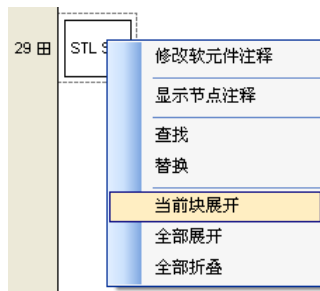 29 STL S
修改软元件注释
显示节点注释
查找
替换
当前块展开
全部展开
全部折叠